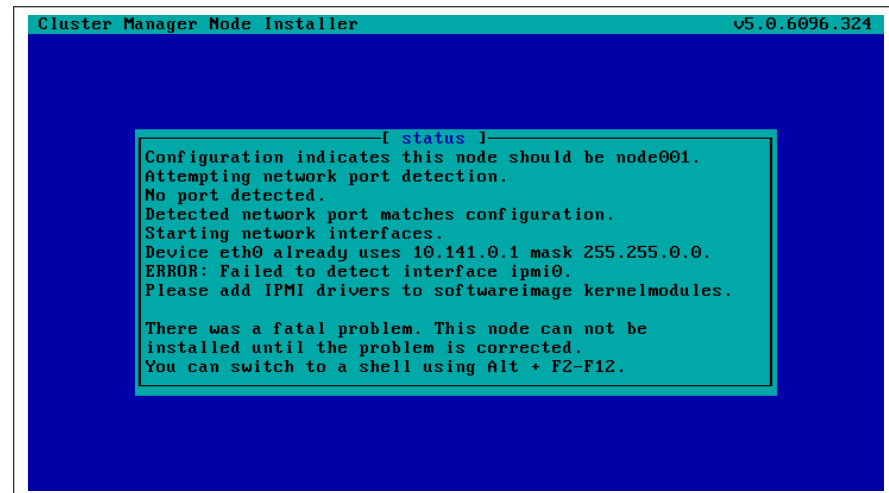 Cluster Manager Node Installer v5.0.6096.324
[ status ]
Configuration indicates this node should be node001.
Attempting network port detection.
No port detected.
Detected network port matches configuration.
Starting network interfaces.
Device eth0 already uses 10.141.0.1 mask 255.255.0.0.
ERROR: Failed to detect interface ipmi0.
Please add IPMI drivers to softwareimage kernelmodules.
There was a fatal problem. This node can not be
installed until the problem is corrected.
You can switch to a shell using Alt + F2-F12.